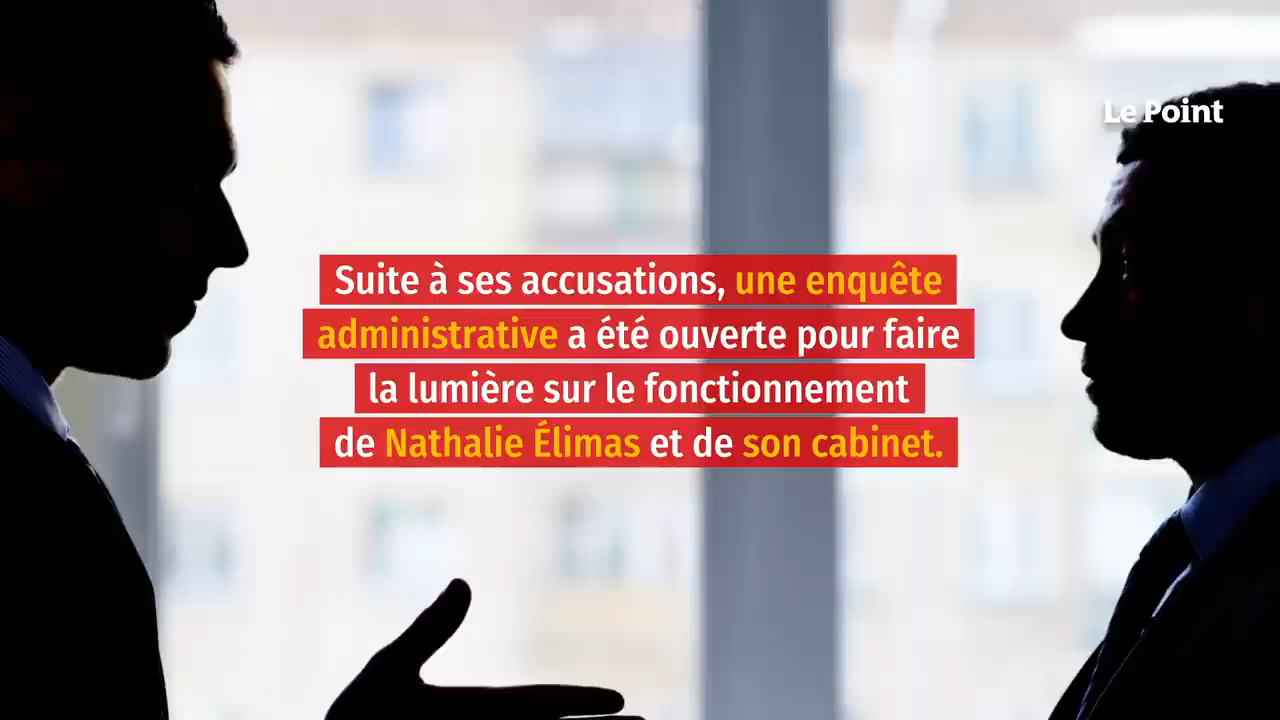 Le Point
Suite à ses accusations, une enquête
administrative a été ouverte pour faire
la lumière sur le fonctionnement
de Nathalie Élimas et de son cabinet.